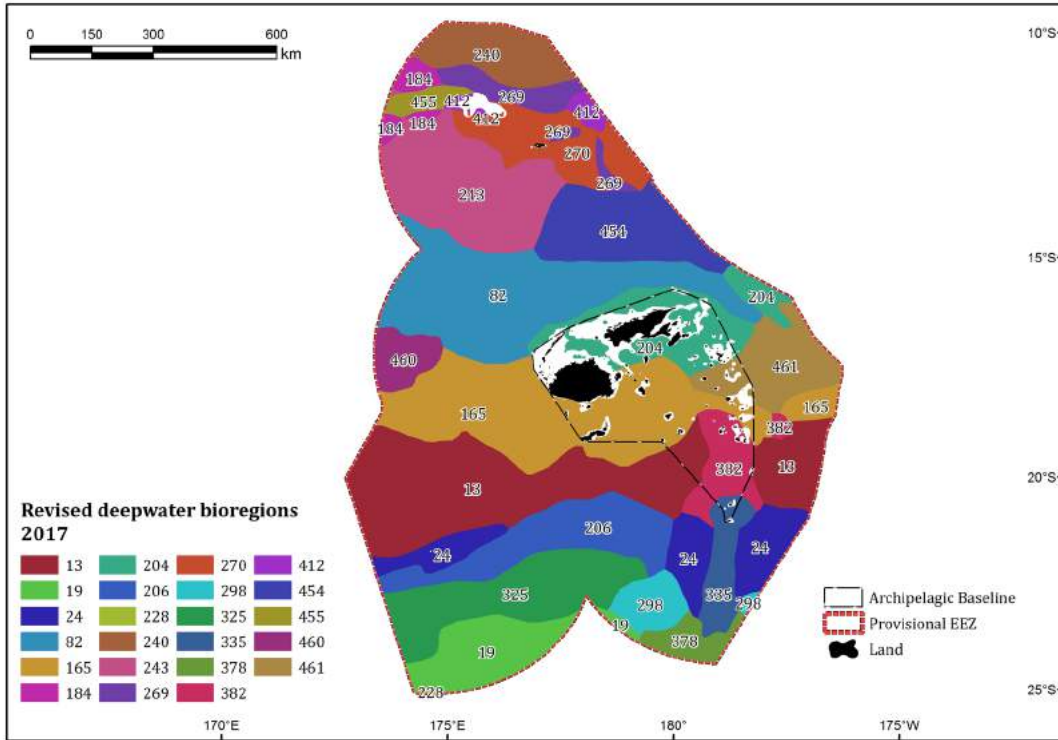 0 150 300 600
km
10°S
240
184
269
455
412
412
412
184
184
269
270
269
243
15°S
454
82
204
204
460
461
165
165
382
382
13
13
20°S
206
24
24
24
325
335
298
298
19
378
19
228
25°S
Revised deepwater bioregions
2017
13 204 270 412
19 206 298 454
24 228 325 455
82 240 335 460
165 243 378 461
184 269 382
Archipelagic Baseline
Provisional EEZ
Land
170°E 175°E 180° 175°W